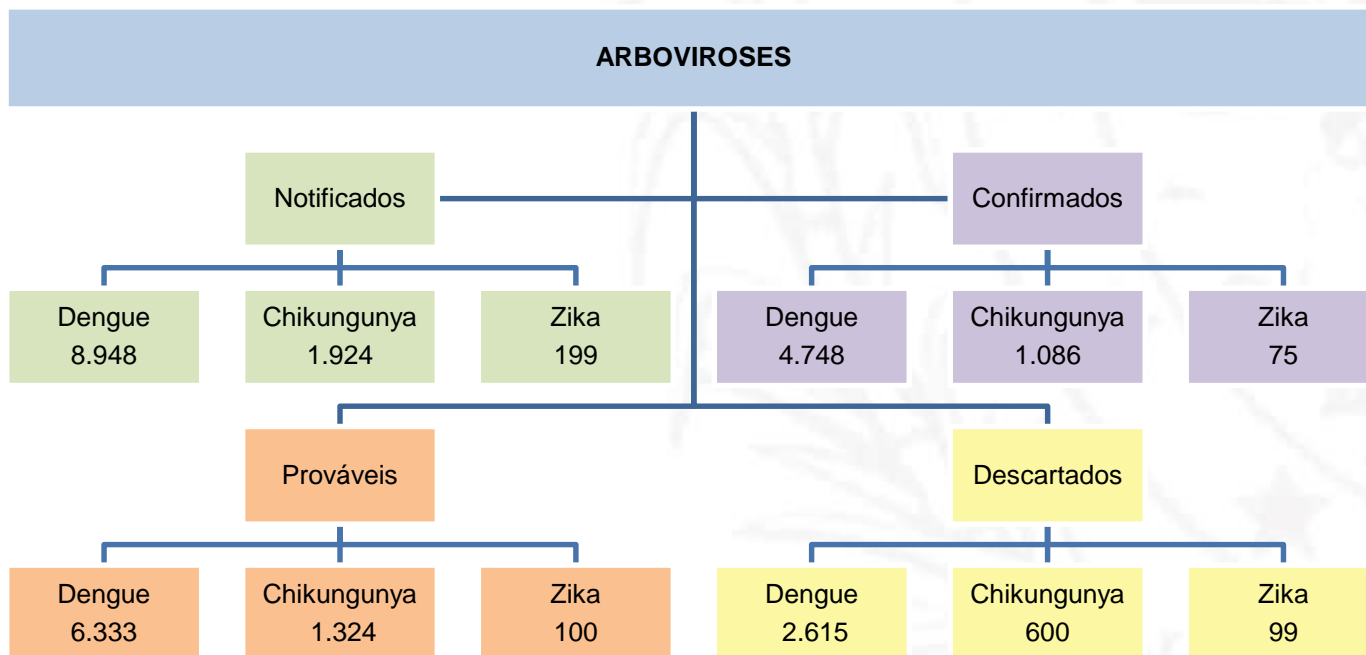 ARBOVIROSES
Notificados
Dengue
8.948
Chikungunya
1.924
Zika
199
Confirmados
Dengue
4.748
Chikungunya
1.086
Zika
75
Prováveis
Dengue
6.333
Chikungunya
1.324
Zika
100
Descartados
Dengue
2.615
Chikungunya
600
Zika
99